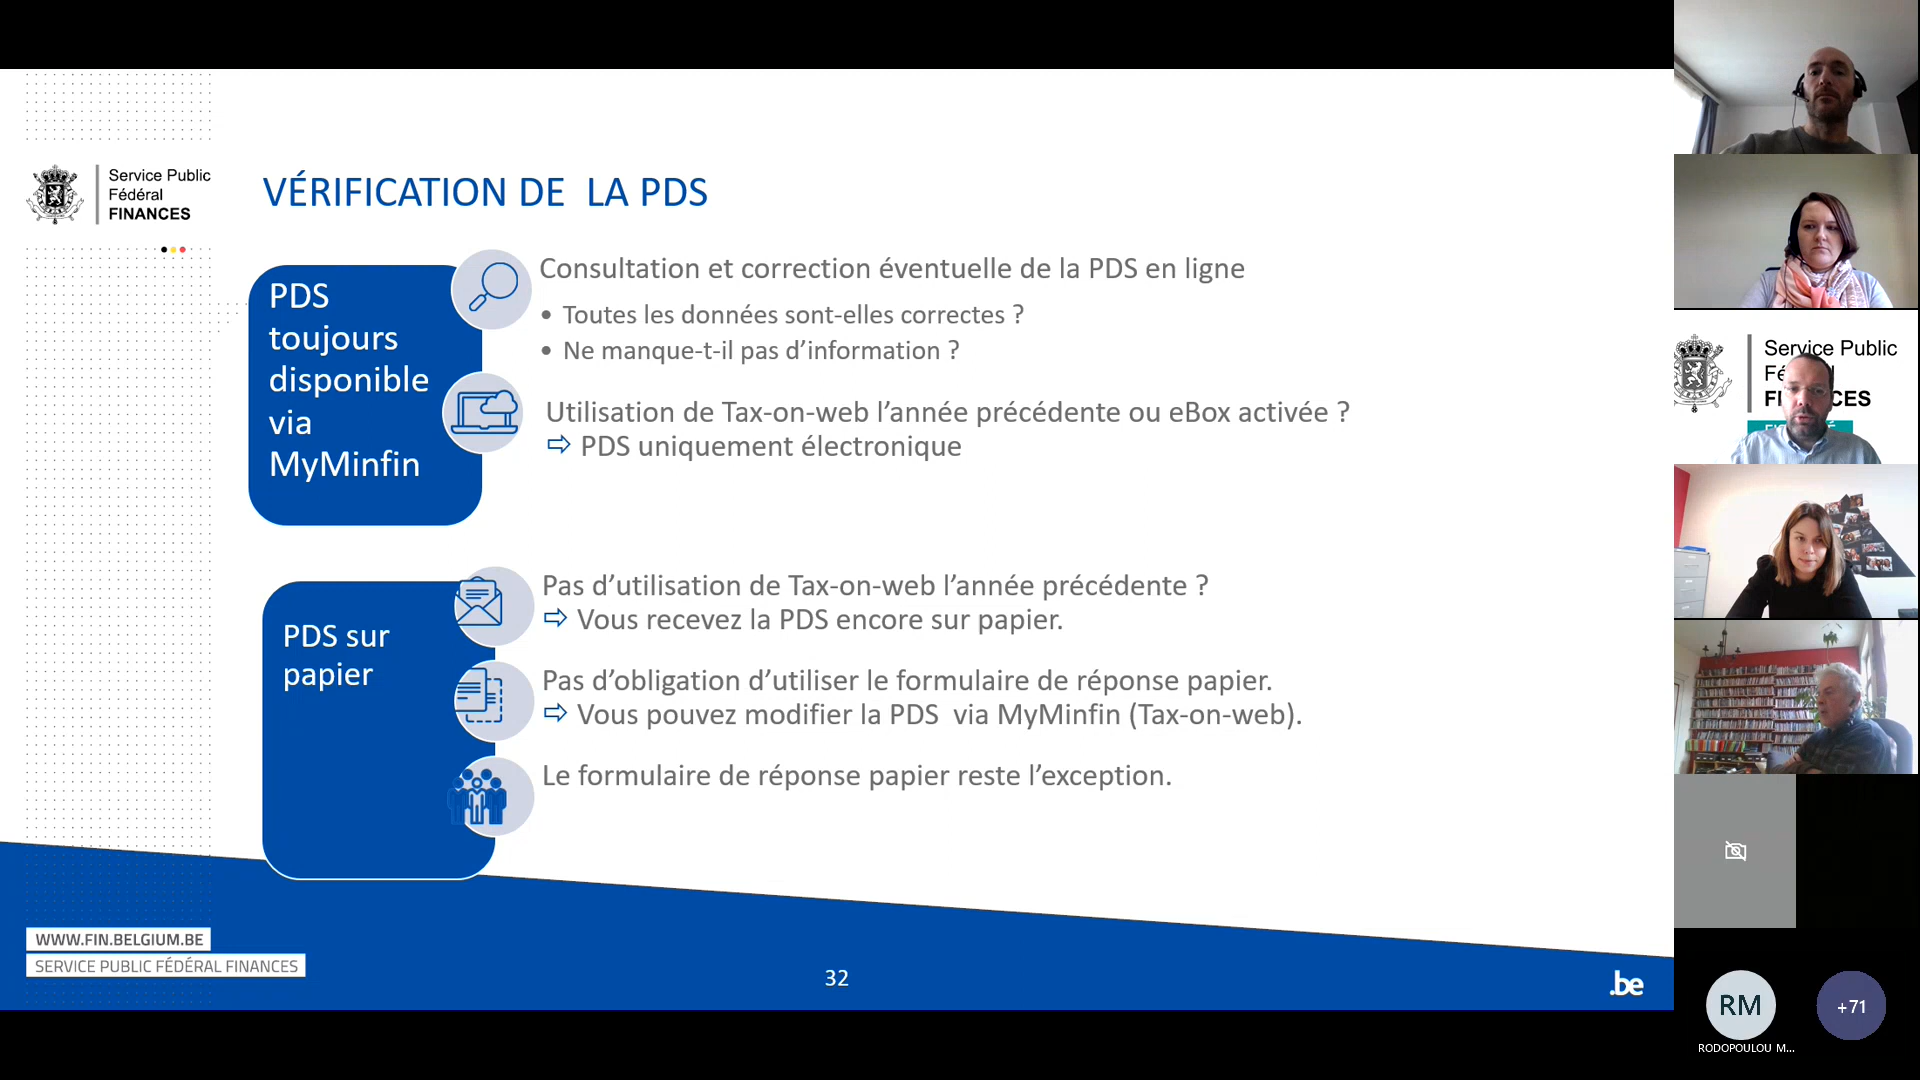 Service Public
Fédéral
FINANCES
VÉRIFICATION DE  LA PDS
PDS
toujours
disponible
via
MyMinfin
Consultation et correction éventuelle de la PDS en ligne
• Toutes les données sont-elles correctes ?
• Ne manque-t-il pas d’information ?
Utilisation de Tax-on-web l’année précédente ou eBox activée ?
⇨ PDS uniquement électronique
PDS sur
papier
Pas d’utilisation de Tax-on-web l’année précédente ?
⇨ Vous recevez la PDS encore sur papier.
Pas d’obligation d’utiliser le formulaire de réponse papier.
⇨ Vous pouvez modifier la PDS  via MyMinfin (Tax-on-web).
Le formulaire de réponse papier reste l’exception.
WWW.FIN.BELGIUM.BE
SERVICE PUBLIC FÉDÉRAL FINANCES
32
.be
Service Public
RM
+71
RODOPOULOU M...